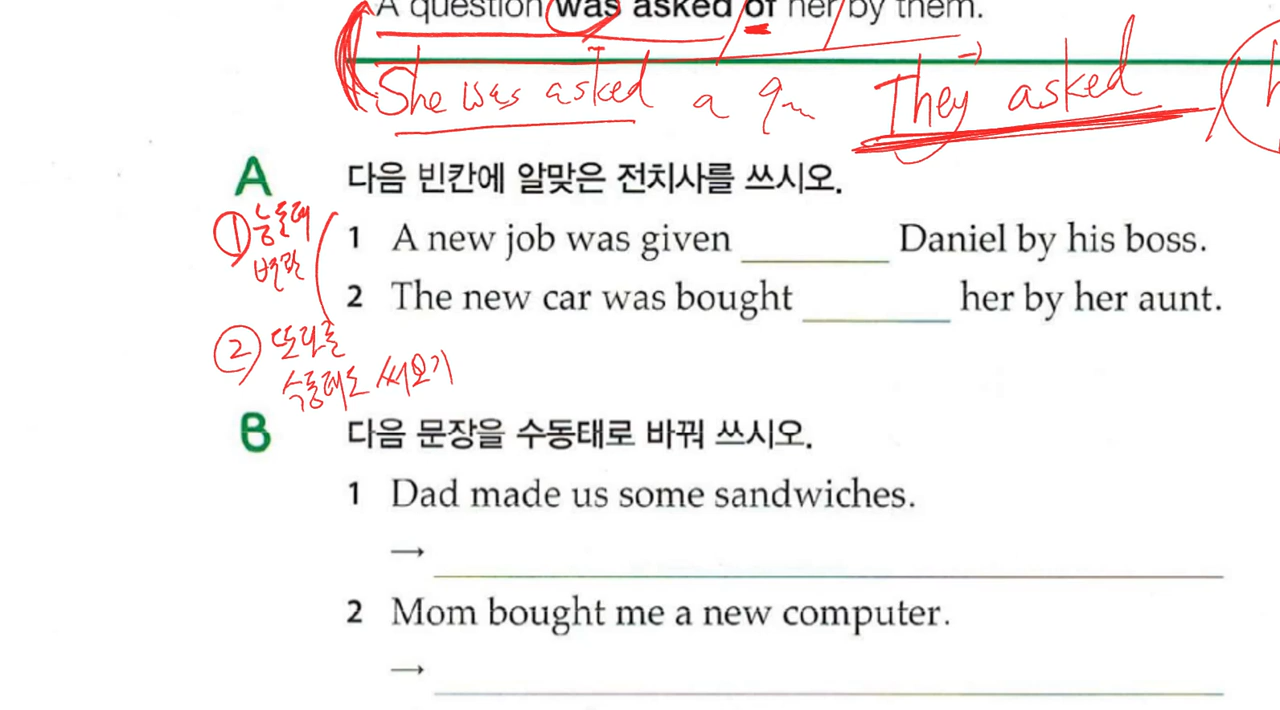 A question was asked of her by them.
She was asked a They asked
A 다음 빈칸에 알맞은 전치사를 쓰시오.
① 능동태
변환
1 A new job was given ________ Daniel by his boss.
2 The new car was bought ________ her by her aunt.
② 또다른
수동태도 써보기
B 다음 문장을 수동태로 바꿔 쓰시오.
1 Dad made us some sandwiches.
→
2 Mom bought me a new computer.
→